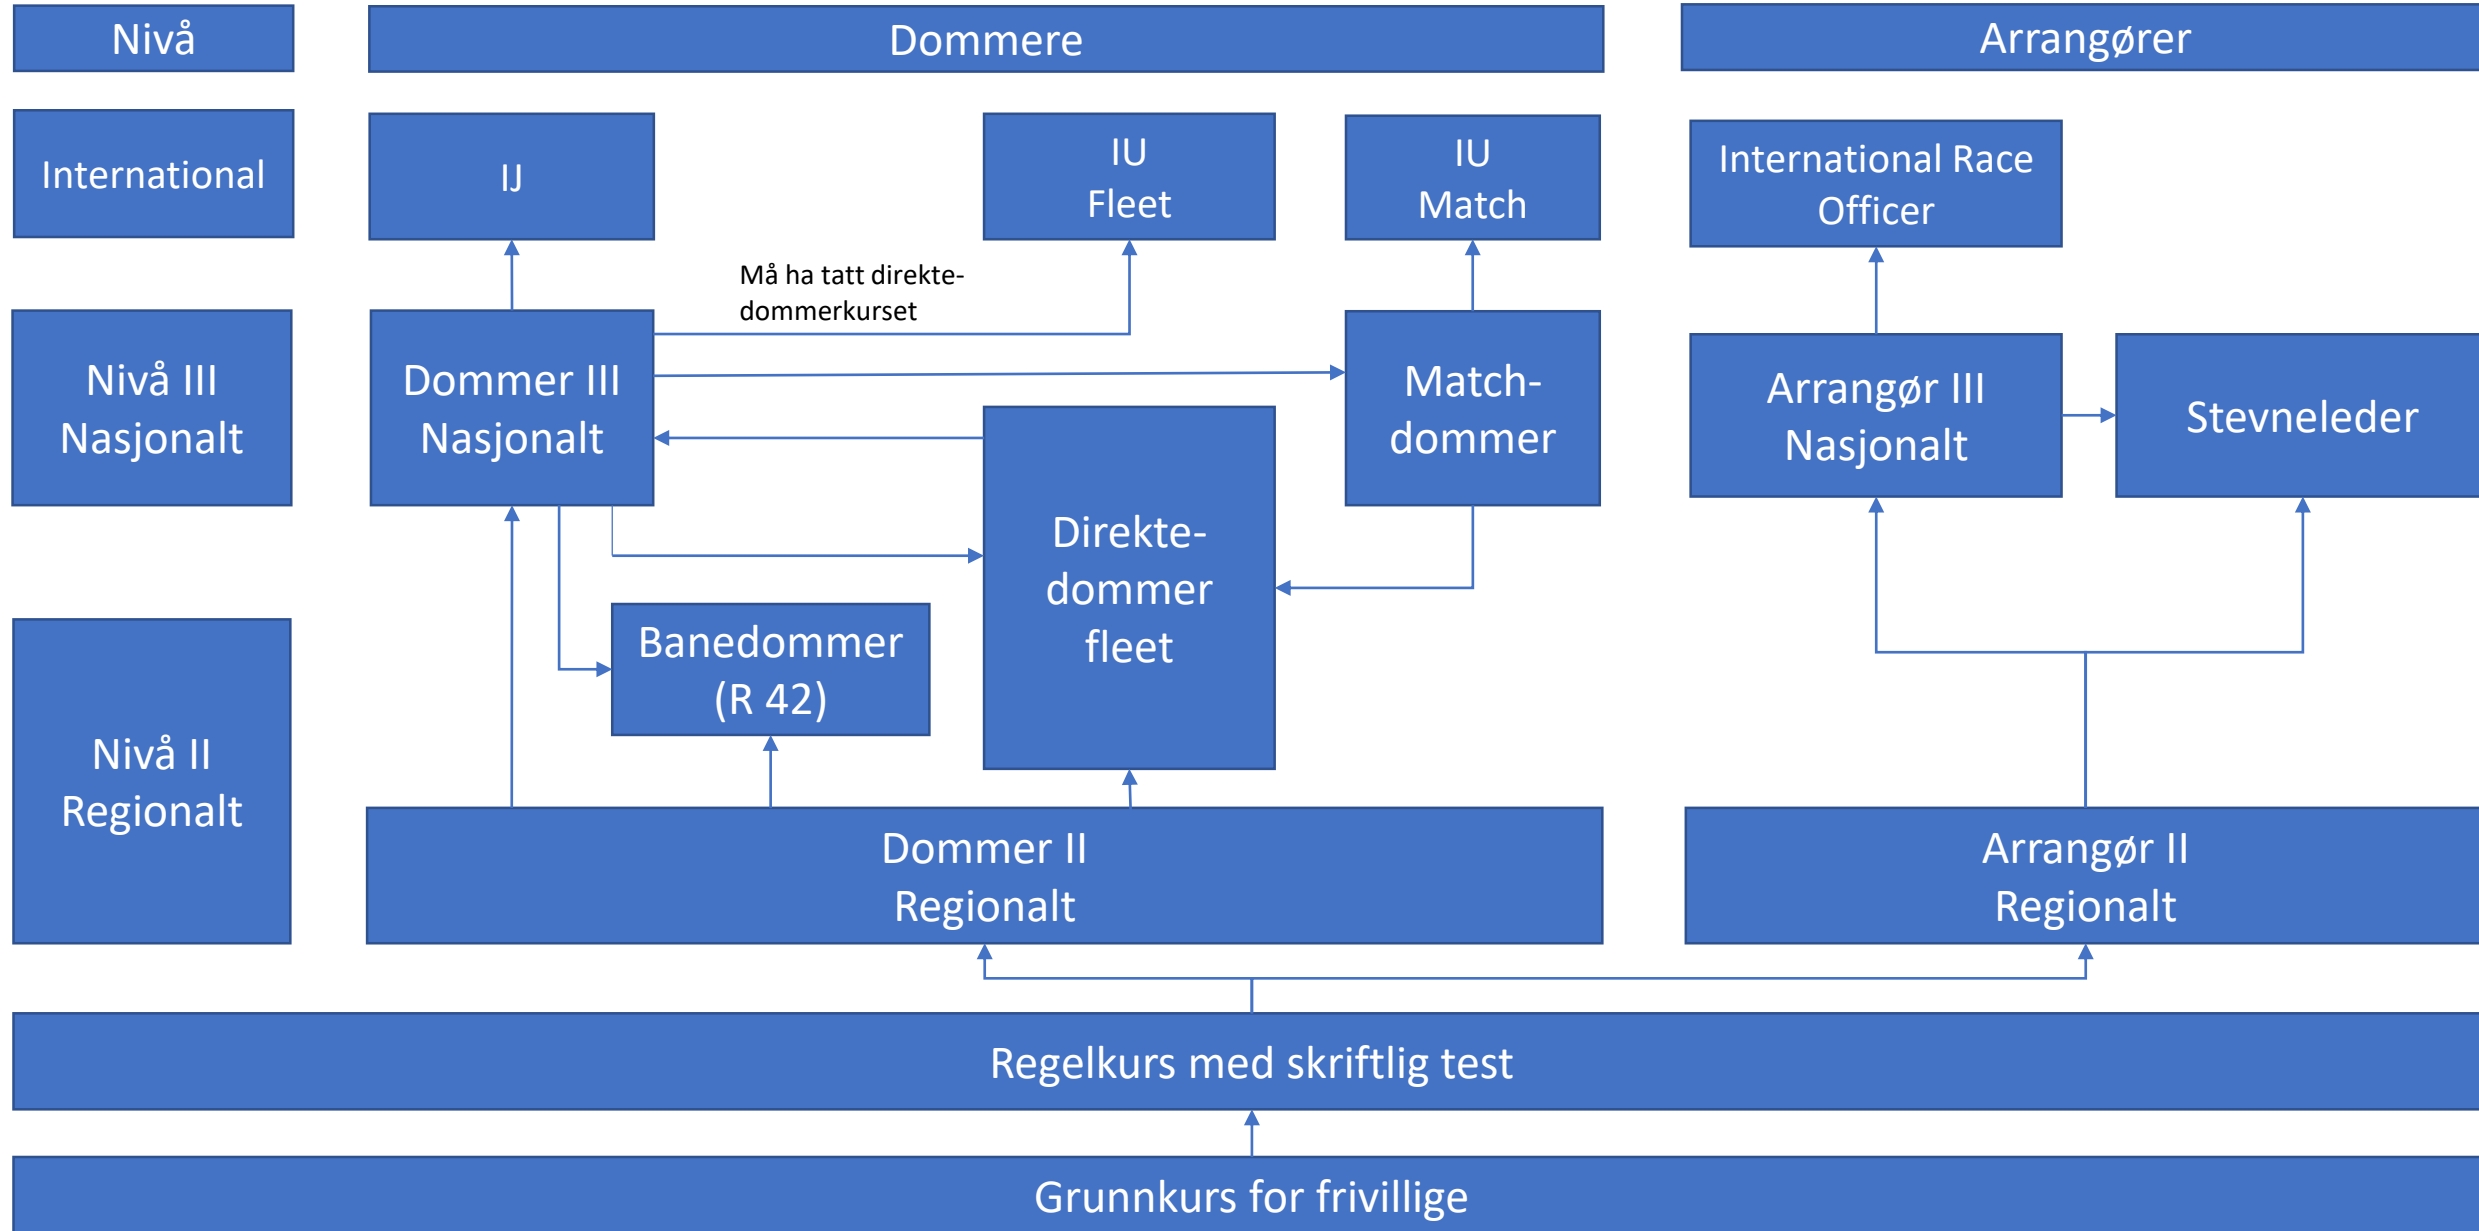 Nivå
Dommere
Arrangører
International
IJ
IU
Fleet
IU
Match
International Race
Officer
Må ha tatt direkte-
dommerkurset
Nivå III
Nasjonalt
Dommer III
Nasjonalt
Match-
dommer
Arrangør III
Nasjonalt
Stevneleder
Direkte-
dommer
fleet
Banedommer
(R 42)
Nivå II
Regionalt
Dommer II
Regionalt
Arrangør II
Regionalt
Regelkurs med skriftlig test
Grunnkurs for frivillige